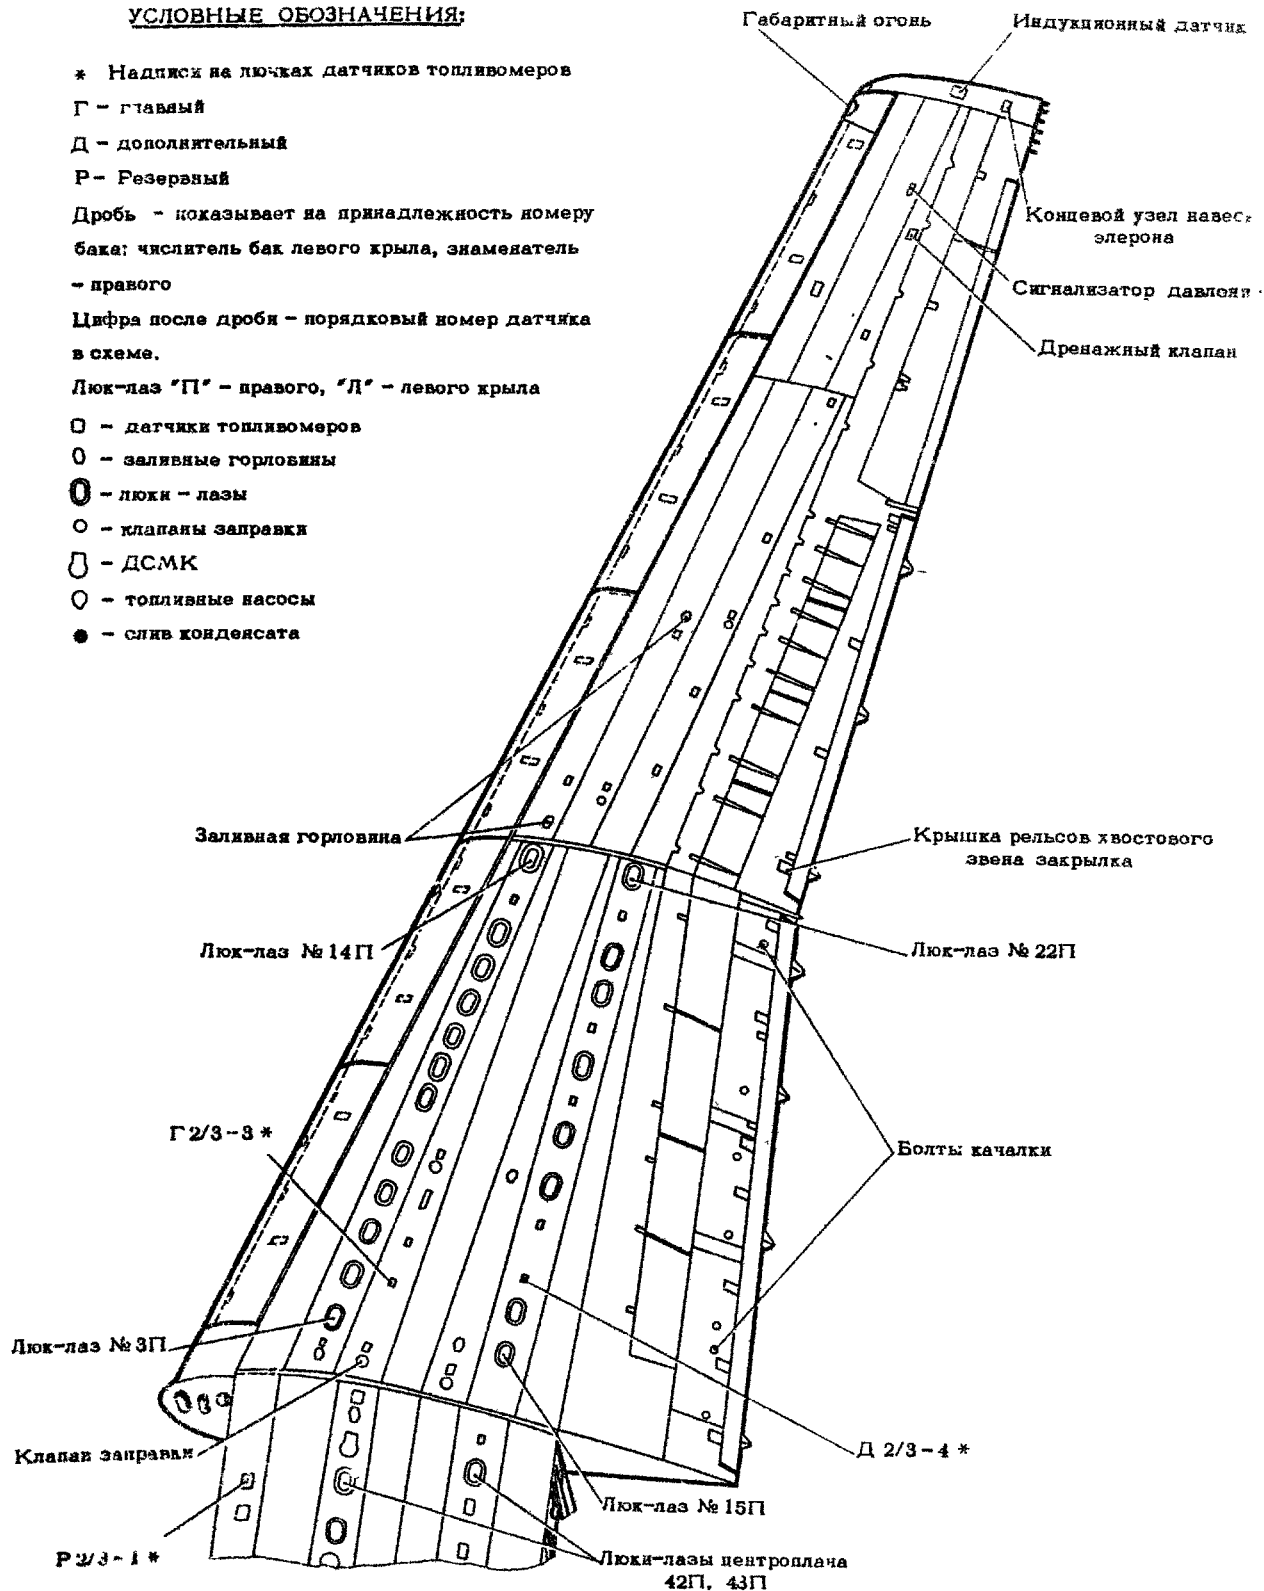 УСЛОВНЫЕ ОБОЗНАЧЕНИЯ:
* Надписи на лючках датчиков топливомеров
Г - главный
Д - дополнительный
Р - Резервный
Дробь - показывает на принадлежность номеру
бака: числитель бак левого крыла, знаменатель
- правого
Цифра после дроби - порядковый номер датчика
в схеме.
Люк-лаз "П" - правого, "Л" - левого крыла
- датчики топливомеров
- заливные горловины
- люки - лазы
- клапаны заправки
- ДСМК
- топливные насосы
- слив конденсата
Габаритный огонь
Индукционный датчик
Концевой узел навес
элерона
Сигнализатор давлени
Дренажный клапан
Заливная горловина
Крышка рельсов хвостового
звена закрылка
Люк-лаз № 14П
Люк-лаз № 22П
Г 2/3-3 *
Болты качалки
Люк-лаз № 3П
Клапан заправки
Д 2/3-4 *
Люк-лаз № 15П
Р 2/3-1 *
Люки-лазы центроплана
42П, 43П